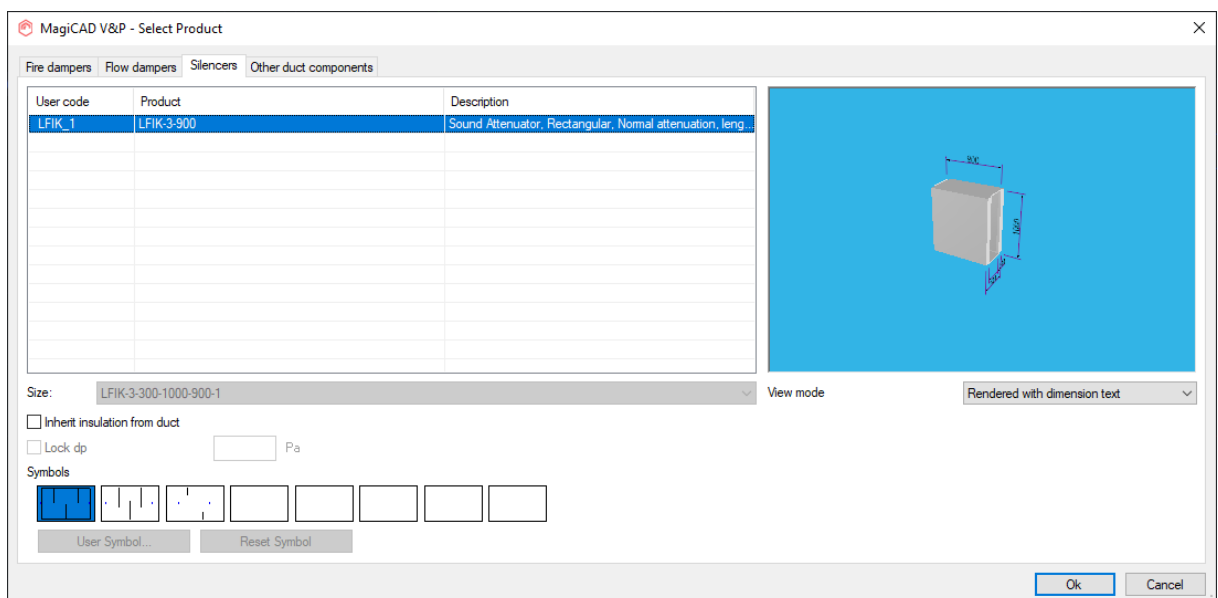 MagiCAD V&P - Select Product
Fire dampers Flow dampers Silencers Other duct components
User code Product Description
LFIK_1 LFIK-3-900 Sound Attenuator, Rectangular, Normal attenuation, leng...
900
1060
Size: LFIK-3-300-1000-900-1
View mode Rendered with dimension text
Inherit insulation from duct
Lock dp Pa
Symbols
User Symbol... Reset Symbol
Ok Cancel